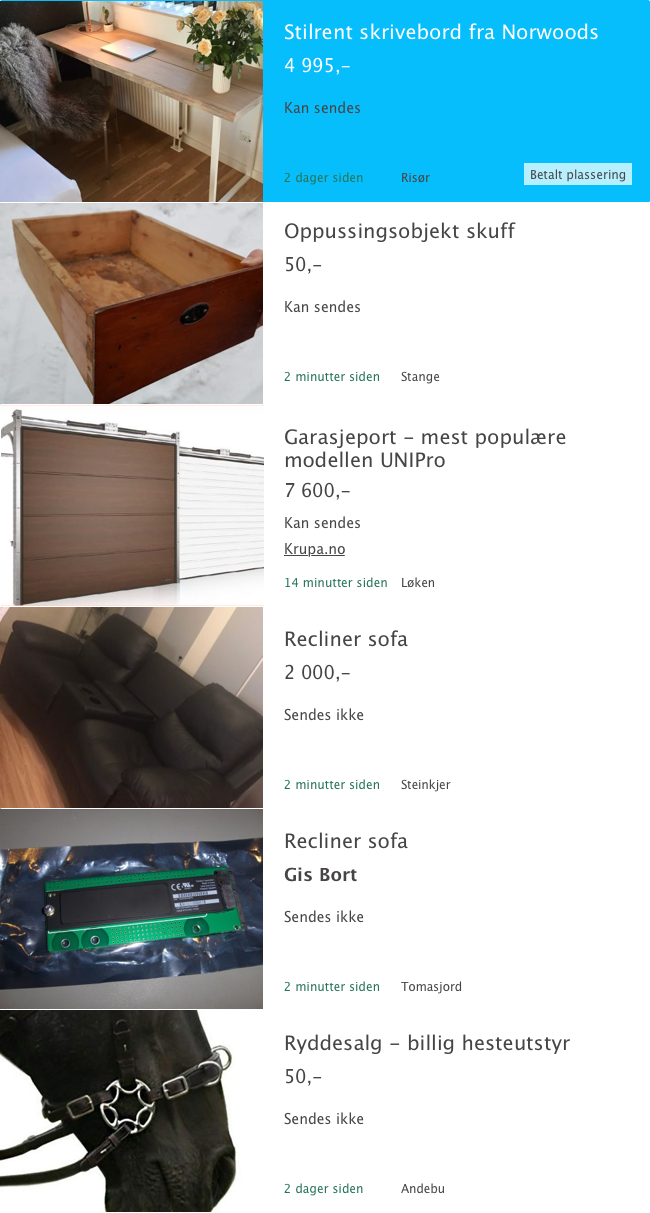 Stilrent skrivebord fra Norwoods
4 995,-
Kan sendes
2 dager siden Risør Betalt plassering
Oppussingsobjekt skuff
50,-
Kan sendes
2 minutter siden Stange
Garasjeport - mest populære
modellen UNIPro
7 600,-
Kan sendes
Krupa.no
14 minutter siden Løken
Recliner sofa
2 000,-
Sendes ikke
2 minutter siden Steinkjer
Recliner sofa
Gis Bort
Sendes ikke
2 minutter siden Tomasjord
Ryddesalg - billig hesteutstyr
50,-
Sendes ikke
2 dager siden Andebu